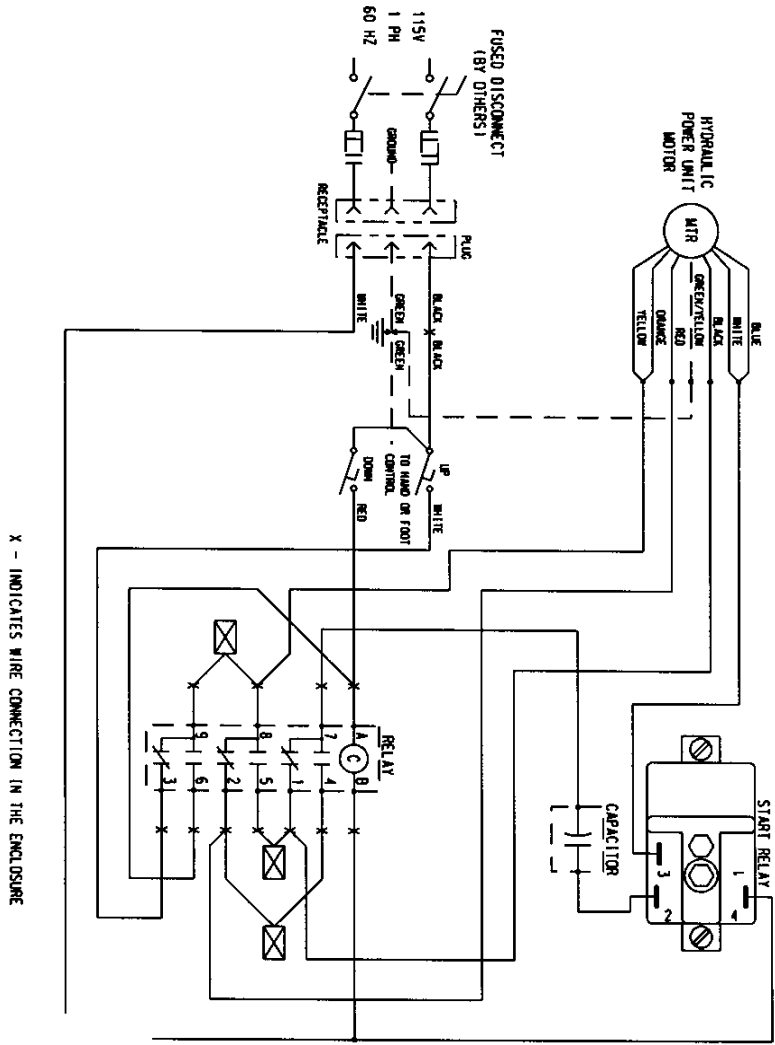 115V
1 PH
60 HZ
FUSED DISCONNECT
(BY OTHERS)
GROUND
RECEPTACLE
PLUG
HYDRAULIC
POWER UNIT
MOTOR
MTR
BLUE
WHITE
BLACK
GREEN/YELLOW
RED
ORANGE
YELLOW
BLACK
BLACK
GREEN
GREEN
WHITE
UP
WHITE
TO HAND OR FOOT
CONTROL
DOWN
RED
RELAY
A
C
B
7
4
1
8
5
2
9
6
3
CAPACITOR
START RELAY
1
3
2
4
X - INDICATES WIRE CONNECTION IN THE ENCLOSURE